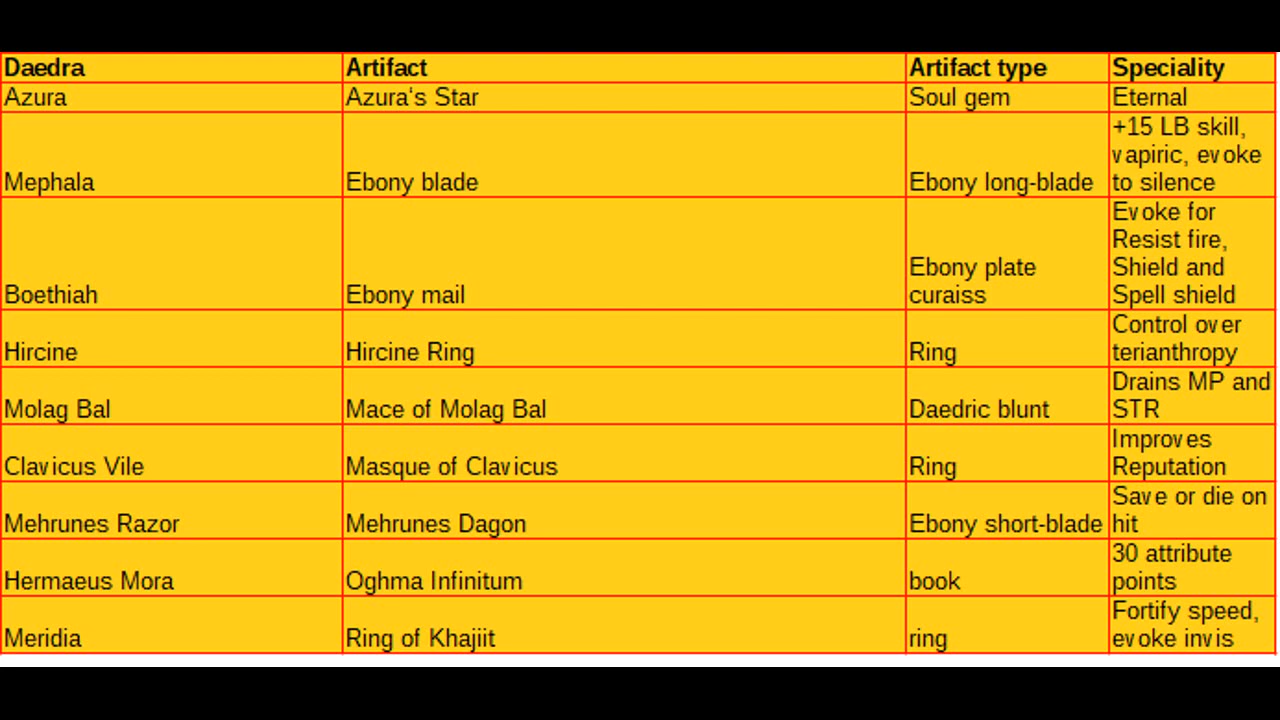 Daedra Artifact Artifact type Speciality
Azura Azura‘s Star Soul gem Eternal
+15 LB skill,
vapiric, evoke
Mephala Ebony blade Ebony long-blade to silence
Evoke for
Resist fire,
Ebony plate Shield and
Boethiah Ebony mail curaiss Spell shield
Control over
Hircine Hircine Ring Ring terianthropy
Drains MP and
Molag Bal Mace of Molag Bal Daedric blunt STR
Improves
Clavicus Vile Masque of Clavicus Ring Reputation
Save or die on
Mehrunes Razor Mehrunes Dagon Ebony short-blade hit
30 attribute
Hermaeus Mora Oghma Infinitum book points
Fortify speed,
Meridia Ring of Khajiit ring evoke invis